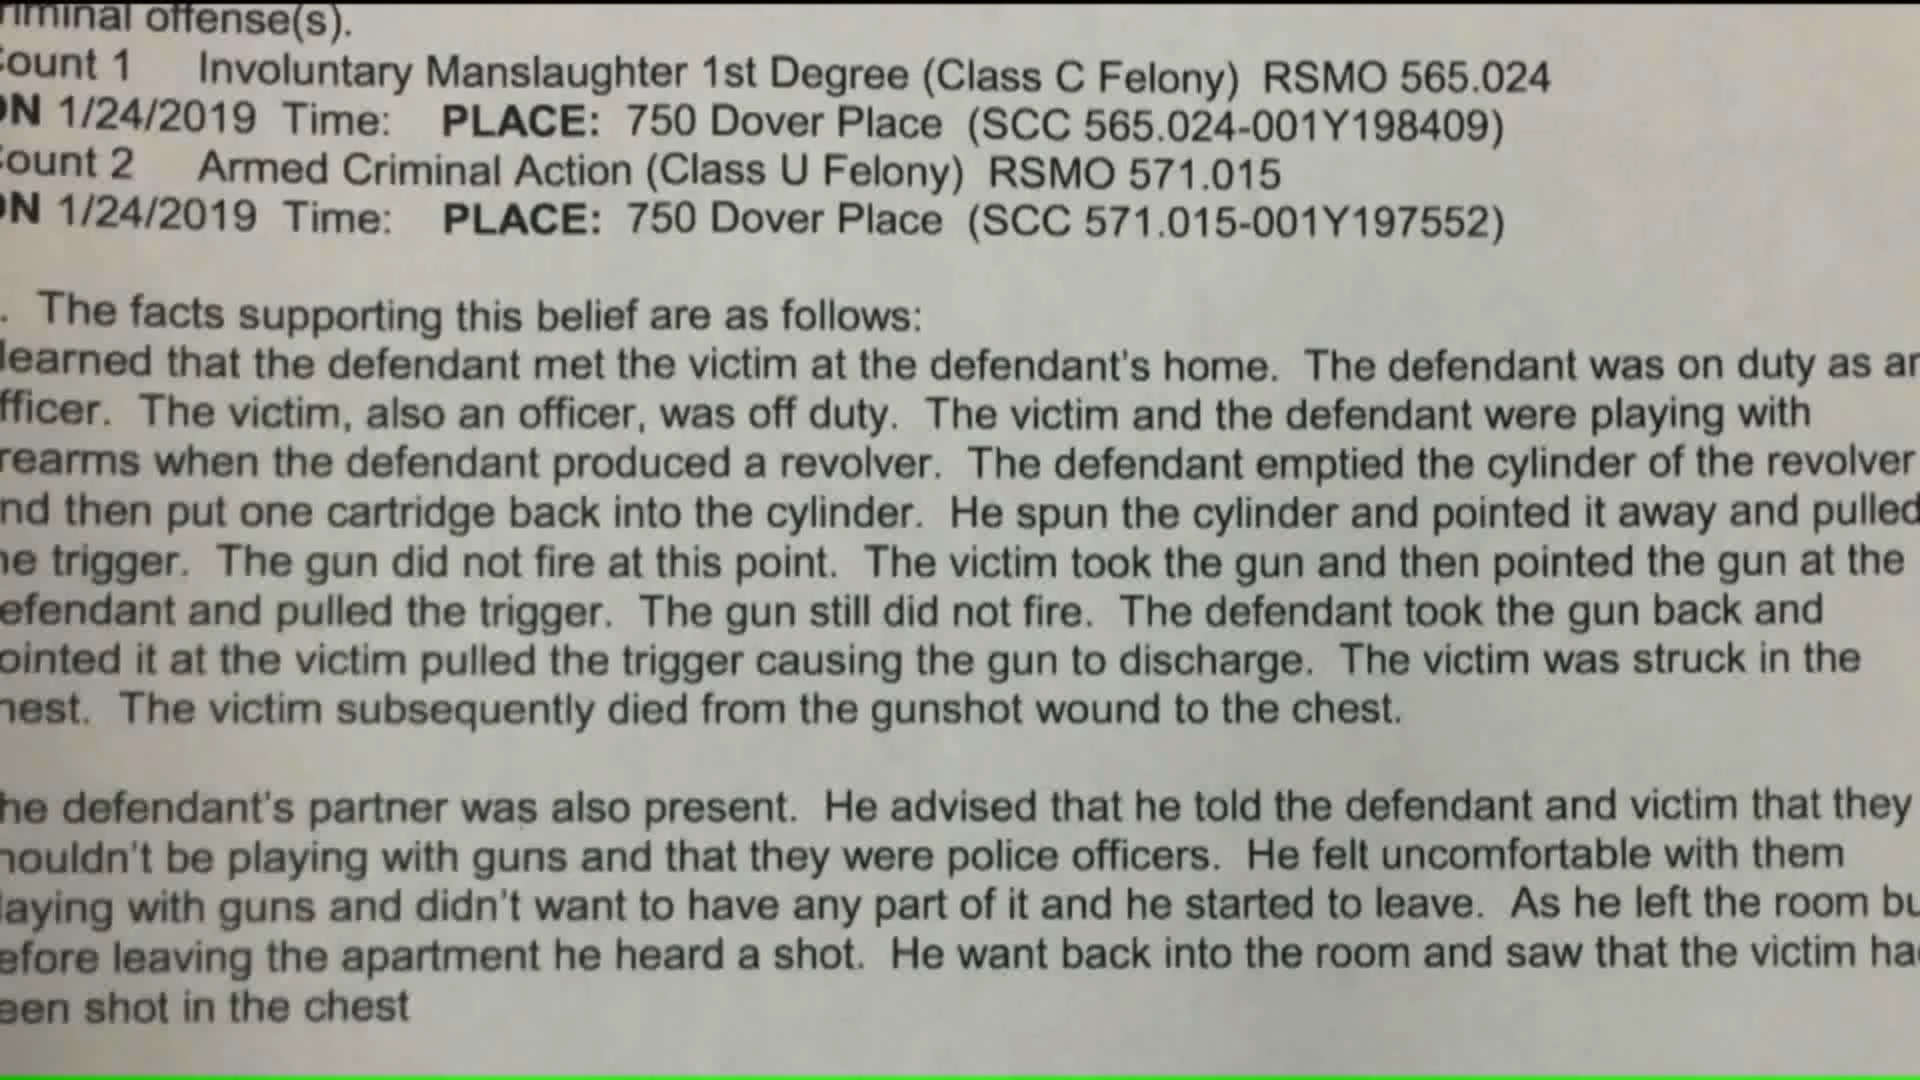 riminal offense(s).
Count 1 Involuntary Manslaughter 1st Degree (Class C Felony) RSMO 565.024
ON 1/24/2019 Time: PLACE: 750 Dover Place (SCC 565.024-001Y198409)
Count 2 Armed Criminal Action (Class U Felony) RSMO 571.015
ON 1/24/2019 Time: PLACE: 750 Dover Place (SCC 571.015-001Y197552)
. The facts supporting this belief are as follows:
learned that the defendant met the victim at the defendant's home. The defendant was on duty as an
fficer. The victim, also an officer, was off duty. The victim and the defendant were playing with
rearms when the defendant produced a revolver. The defendant emptied the cylinder of the revolver
nd then put one cartridge back into the cylinder. He spun the cylinder and pointed it away and pulled
he trigger. The gun did not fire at this point. The victim took the gun and then pointed the gun at the
efendant and pulled the trigger. The gun still did not fire. The defendant took the gun back and
ointed it at the victim pulled the trigger causing the gun to discharge. The victim was struck in the
hest. The victim subsequently died from the gunshot wound to the chest.
he defendant's partner was also present. He advised that he told the defendant and victim that they
houldn't be playing with guns and that they were police officers. He felt uncomfortable with them
laying with guns and didn't want to have any part of it and he started to leave. As he left the room bu
efore leaving the apartment he heard a shot. He want back into the room and saw that the victim ha
een shot in the chest